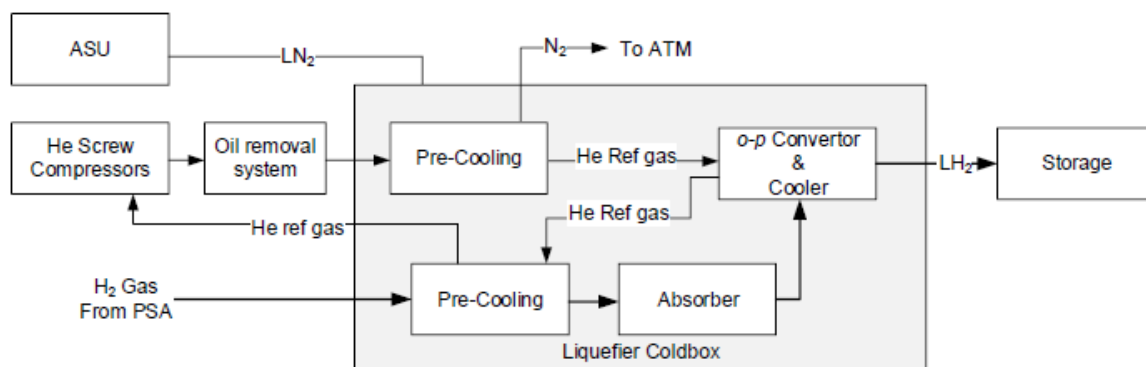 ASU
LN₂
N₂
To ATM
He Screw
Compressors
Oil removal
system
Pre-Cooling
He Ref gas
o-p Convertor
&
Cooler
LH₂
Storage
He Ref gas
He ref gas
H₂ Gas
From PSA
Pre-Cooling
Absorber
Liquefier Coldbox